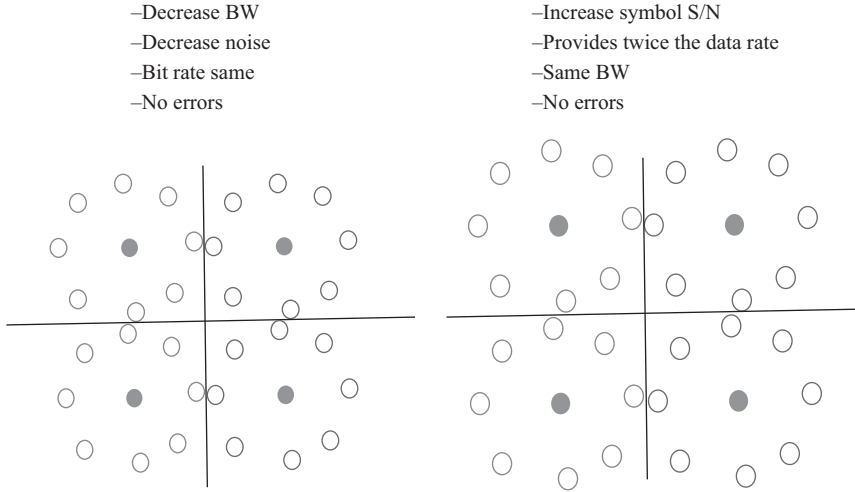 –Decrease BW
–Decrease noise
–Bit rate same
–No errors
–Increase symbol S/N
–Provides twice the data rate
–Same BW
–No errors